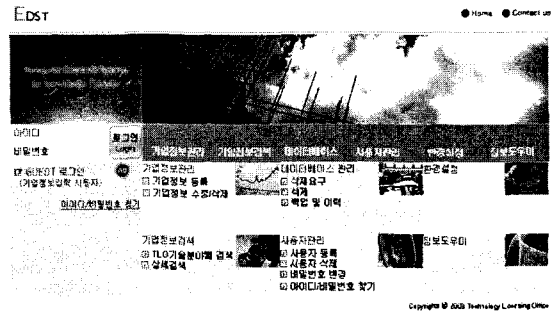 E.DST
Home Contact us
아이디
비밀번호
로그인
Login
GUEST 로그인
(기업정보입력 사용자)
아이디/비밀번호 찾기
기업정보관리 기업정보검색 데이터베이스 사용자관리 환경설정 정보도우미
기업정보관리
기업정보 등록
기업정보 수정/삭제
데이터베이스 관리
삭제요구
삭제
백업 및 이력
환경설정
기업정보검색
TLO기술분야별 검색
상세검색
사용자관리
사용자 등록
사용자 삭제
비밀번호 변경
아이디/비밀번호 찾기
정보도우미
Copyrights © 2003 Technology Licensing Office